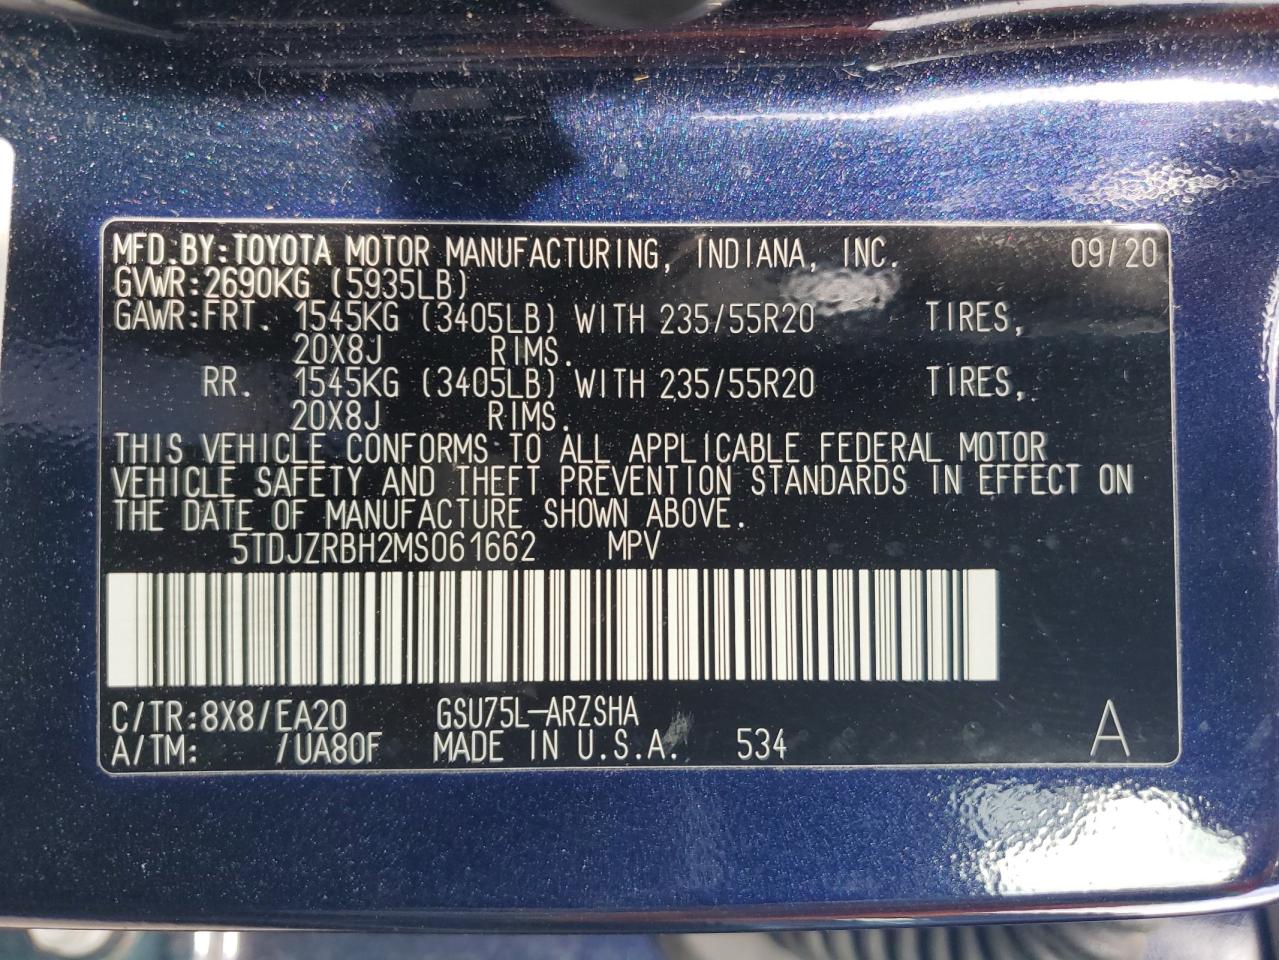 MFD.BY:TOYOTA MOTOR MANUFACTURING, INDIANA, INC. 09/20
GVWR:2690KG (5935LB)
GAWR:FRT. 1545KG (3405LB) WITH 235/55R20 TIRES,
20X8J RIMS.
RR. 1545KG (3405LB) WITH 235/55R20 TIRES,
20X8J RIMS.
THIS VEHICLE CONFORMS TO ALL APPLICABLE FEDERAL MOTOR
VEHICLE SAFETY AND THEFT PREVENTION STANDARDS IN EFFECT ON
THE DATE OF MANUFACTURE SHOWN ABOVE.
5TDJZRBH2MS061662 MPV
C/TR:8X8/EA20 GSU75L-ARZSHA
A/TM: /UA80F MADE IN U.S.A. 534 A